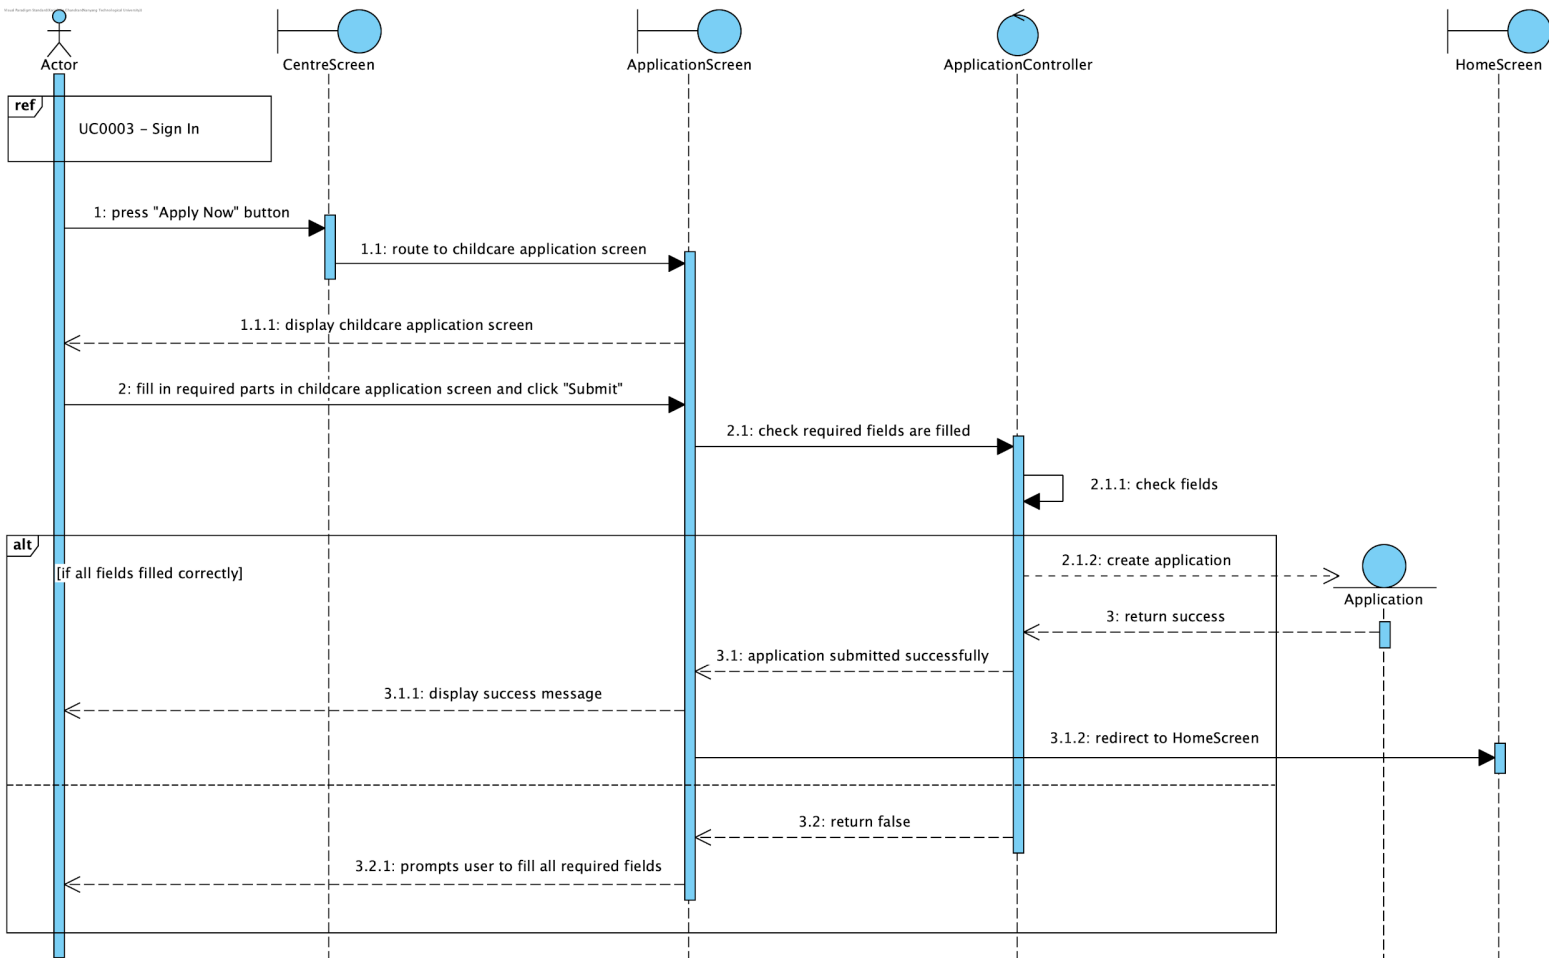 Actor
CentreScreen
ApplicationScreen
ApplicationController
HomeScreen
ref
UC0003 – Sign In
1: press "Apply Now" button
1.1: route to childcare application screen
1.1.1: display childcare application screen
2: fill in required parts in childcare application screen and click "Submit"
2.1: check required fields are filled
2.1.1: check fields
alt
[if all fields filled correctly]
2.1.2: create application
Application
3: return success
3.1: application submitted successfully
3.1.1: display success message
3.1.2: redirect to HomeScreen
3.2: return false
3.2.1: prompts user to fill all required fields